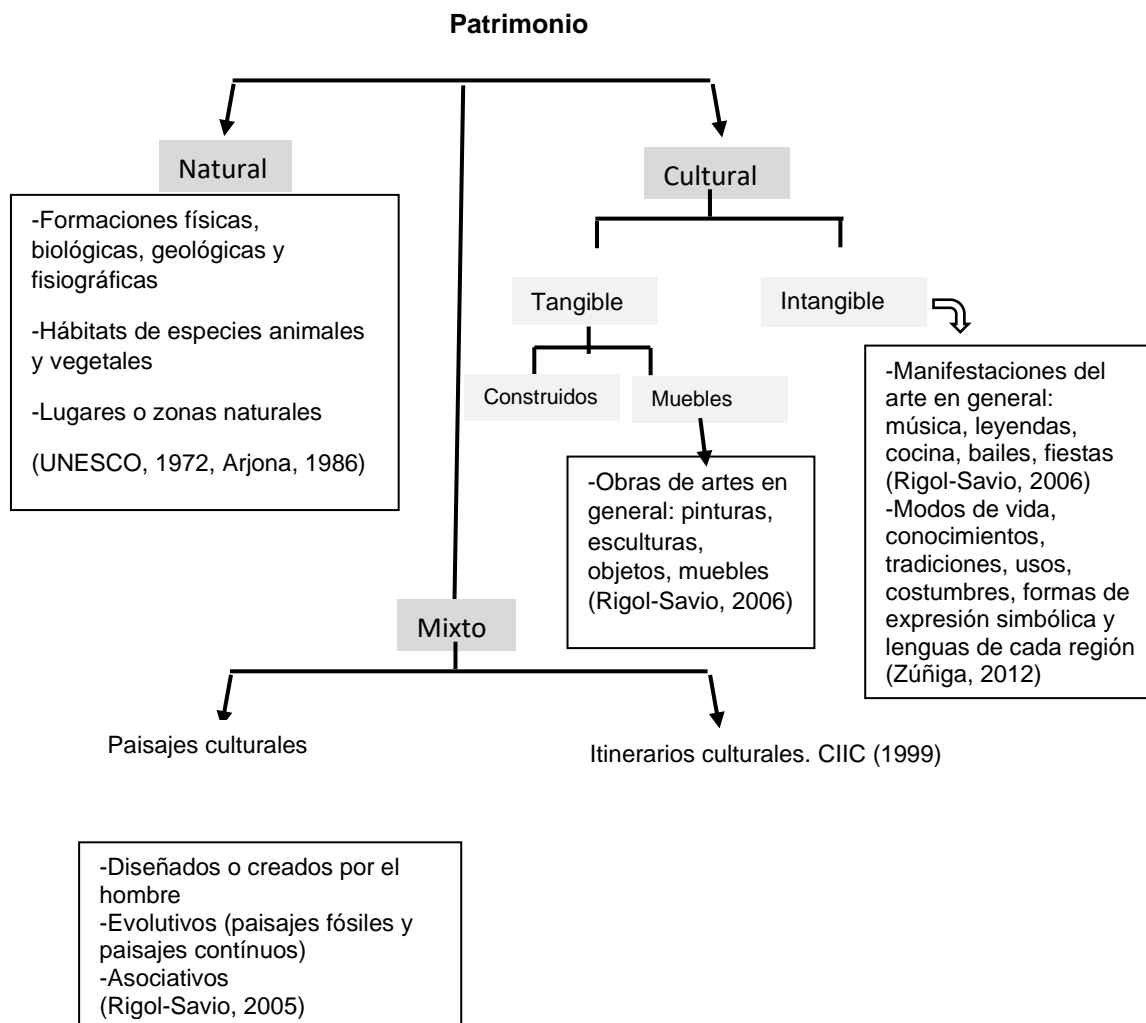 Patrimonio
Natural
-Formaciones físicas,
biológicas, geológicas y
fisiográficas
-Hábitats de especies animales
y vegetales
-Lugares o zonas naturales
(UNESCO, 1972, Arjona, 1986)
Cultural
Tangible
Intangible
Construidos
Muebles
-Obras de artes en
general: pinturas,
esculturas,
objetos, muebles
(Rigol-Savio, 2006)
-Manifestaciones del
arte en general:
música, leyendas,
cocina, bailes, fiestas
(Rigol-Savio, 2006)
-Modos de vida,
conocimientos,
tradiciones, usos,
costumbres, formas de
expresión simbólica y
lenguas de cada región
(Zúñiga, 2012)
Mixto
Paisajes culturales
Itinerarios culturales. CIIC (1999)
-Diseñados o creados por el
hombre
-Evolutivos (paisajes fósiles y
paisajes contínuos)
-Asociativos
(Rigol-Savio, 2005)